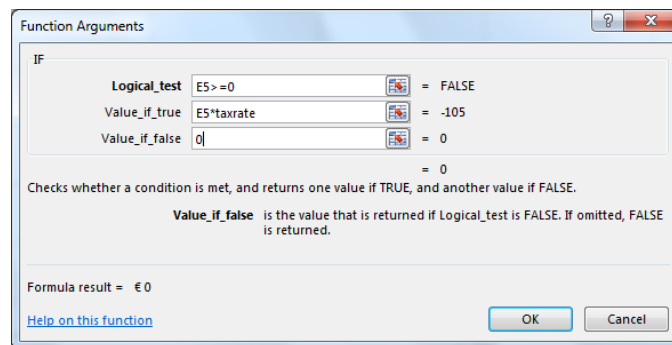 Function Arguments
? X
IF
Logical_test E5>=0 = FALSE
Value_if_true E5*taxrate = -105
Value_if_false 0 = 0
= 0
Checks whether a condition is met, and returns one value if TRUE, and another value if FALSE.
Value_if_false is the value that is returned if Logical_test is FALSE. If omitted, FALSE
is returned.
Formula result = € 0
Help on this function
OK Cancel